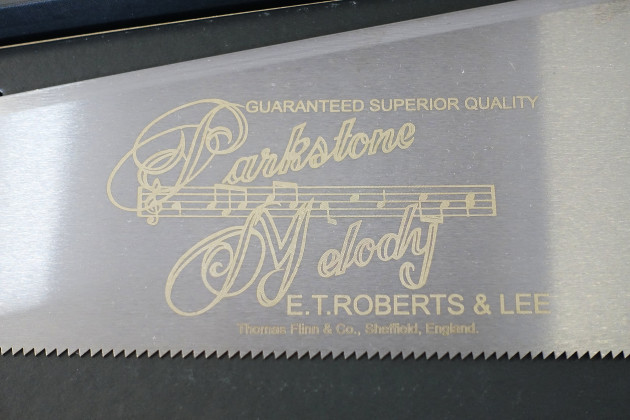 GUARANTEED SUPERIOR QUALITY
Parkstone
Melody
E.T.ROBERTS & LEE
Thomas Flinn & Co., Sheffield, England.